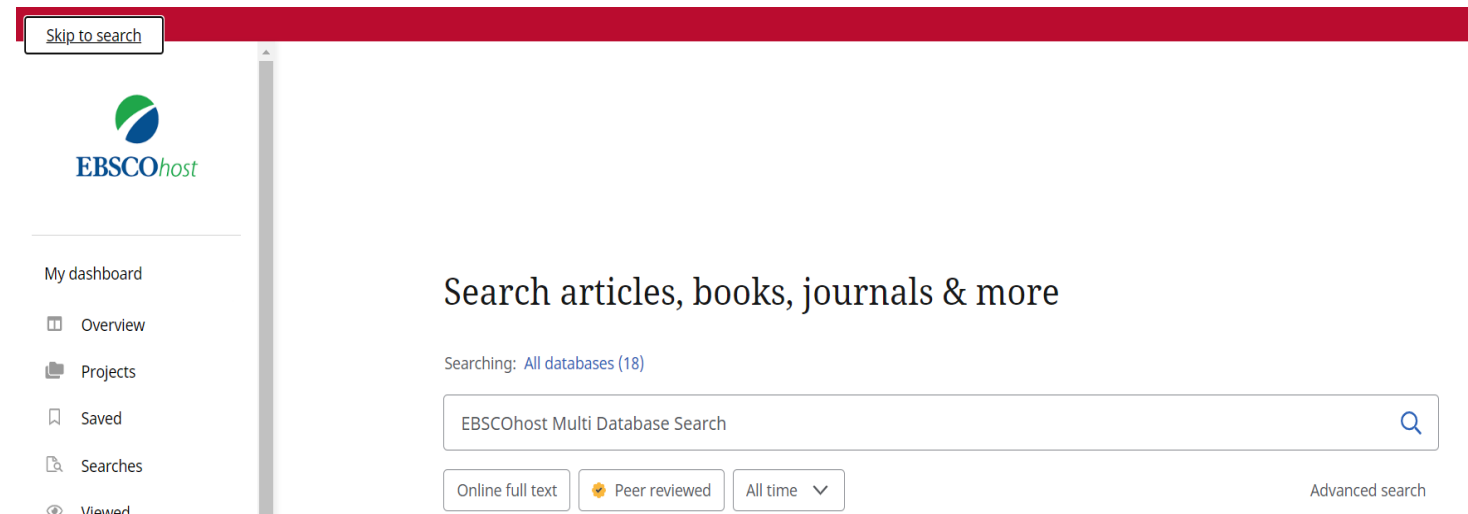 Skip to search
EBSCOhost
My dashboard
Overview
Projects
Saved
Searches
Viewed
Search articles, books, journals & more
Searching: All databases (18)
EBSCOhost Multi Database Search
Online full text Peer reviewed All time
Advanced search